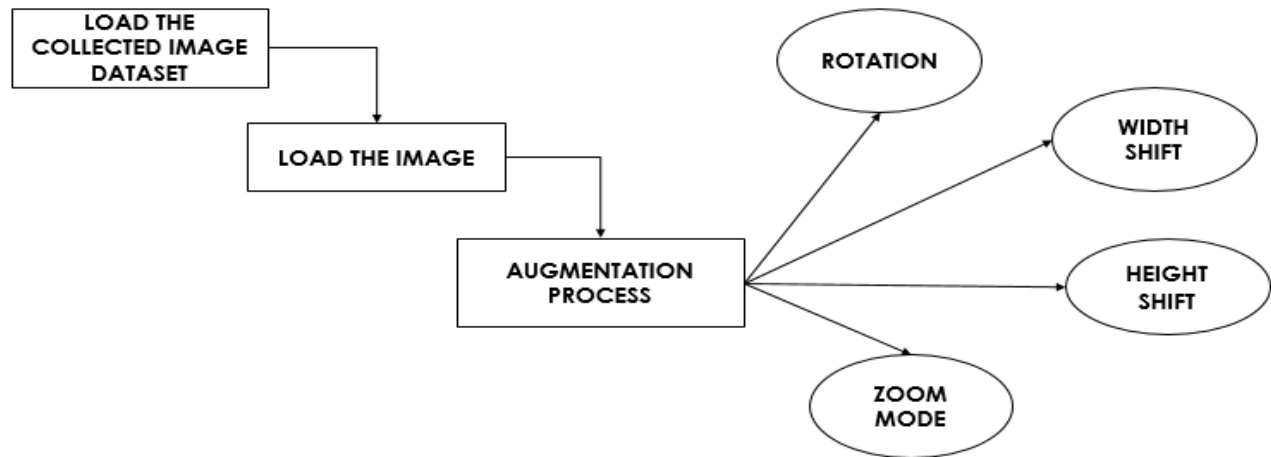 LOAD THE
COLLECTED IMAGE
DATASET
ROTATION
WIDTH
SHIFT
LOAD THE IMAGE
AUGMENTATION
PROCESS
HEIGHT
SHIFT
ZOOM
MODE